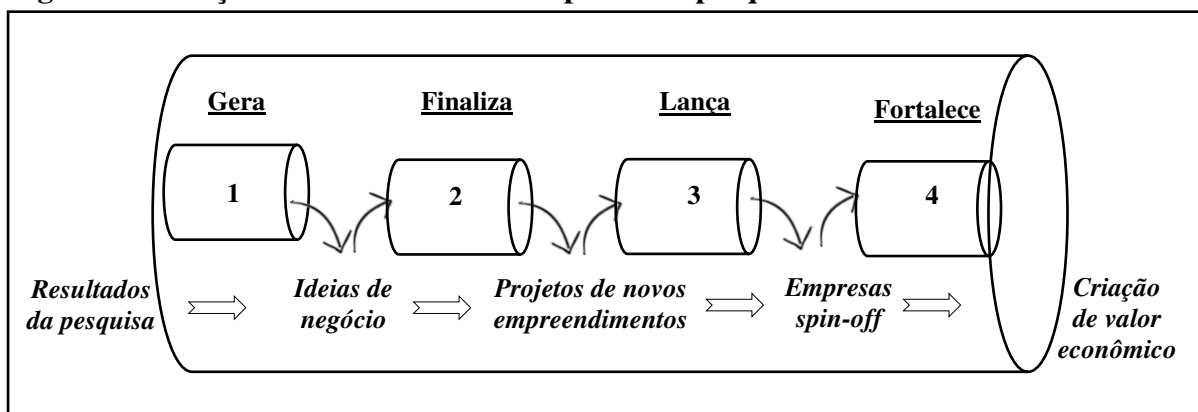 Gera
Finaliza
Lança
Fortalece
1
2
3
4
Resultados
da pesquisa
Ideias de
negócio
Projetos de novos
empreendimentos
Empresas
spin-off
Criação
de valor
econômico